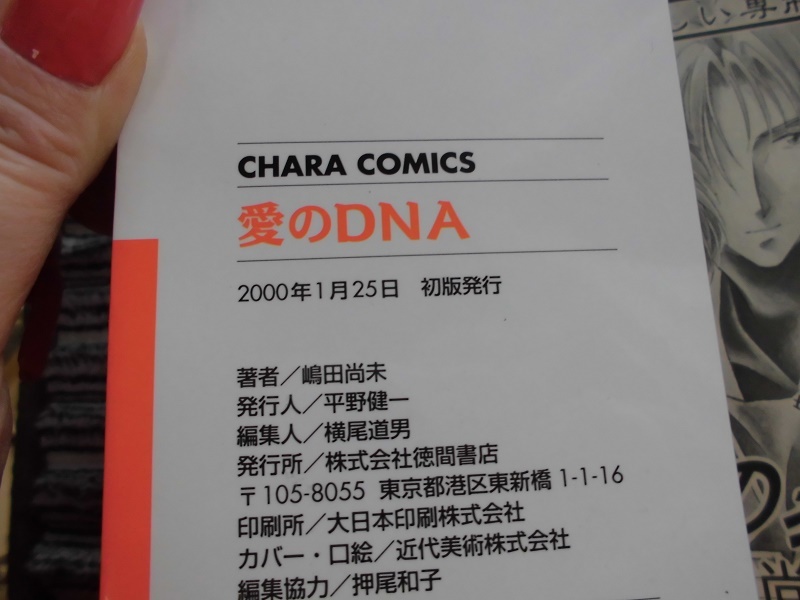 CHARA COMICS
愛のDNA
2000年1月25日　初版発行
著者／嶋田尚未
発行人／平野健一
編集人／横尾道男
発行所／株式会社徳間書店
〒105-8055 東京都港区東新橋 1-1-16
印刷所／大日本印刷株式会社
カバー・口絵／近代美術株式会社
編集協力／押尾和子